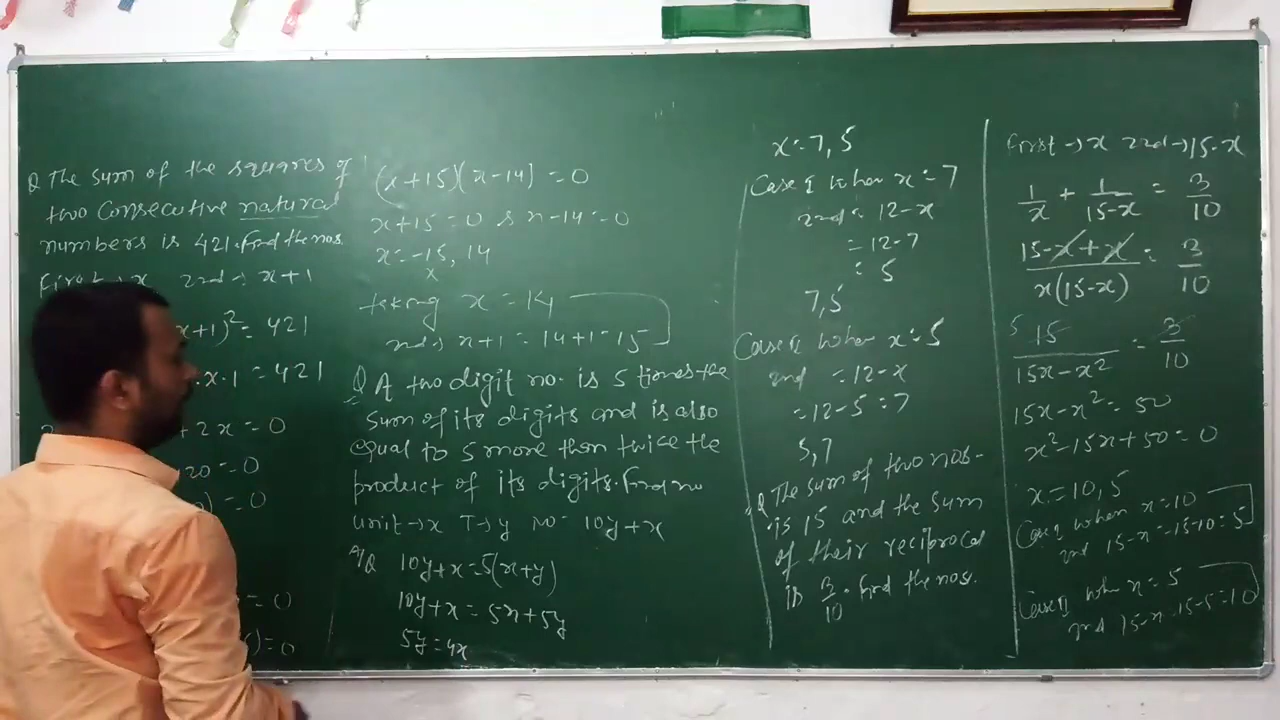 Q The sum of the squares of
two consecutive natural
numbers is 421. Find the nos.
First → x 2nd → x+1
x+1)² = 421
.x.1 = 421
+ 2x = 0
20 = 0
) = 0
= 0
) = 0
(x+15)(x-14) = 0
x+15 = 0 x-14 = 0
x = -15, 14
x
taking x = 14
x+1 = 14+1 = 15
Q A two digit no. is 5 times the
sum of its digits and is also
equal to 5 more than twice the
product of its digits. Find no
unit → x T → y no = 10y+x
A/Q 10y+x = 5(x+y)
10y+x = 5x+5y
5y = 4x
x = 7, 5
Case I when x = 7
2nd = 12-x
= 12-7
= 5
7, 5
Case II when x = 5
2nd = 12-x
= 12-5 = 7
5, 7
Q The sum of two nos.
is 15 and the sum
of their reciprocal
is 3/10. find the nos.
First → x 2nd → 15-x
1/x + 1/(15-x) = 3/10
(15-x+x)/(x(15-x)) = 3/10
5 15/(15x-x²) = 3/10
15x-x² = 50
x²-15x+50 = 0
x = 10, 5
Case I when x = 10
2nd 15-x = 15-10 = 5
Case II when x = 5
2nd 15-x = 15-5 = 10